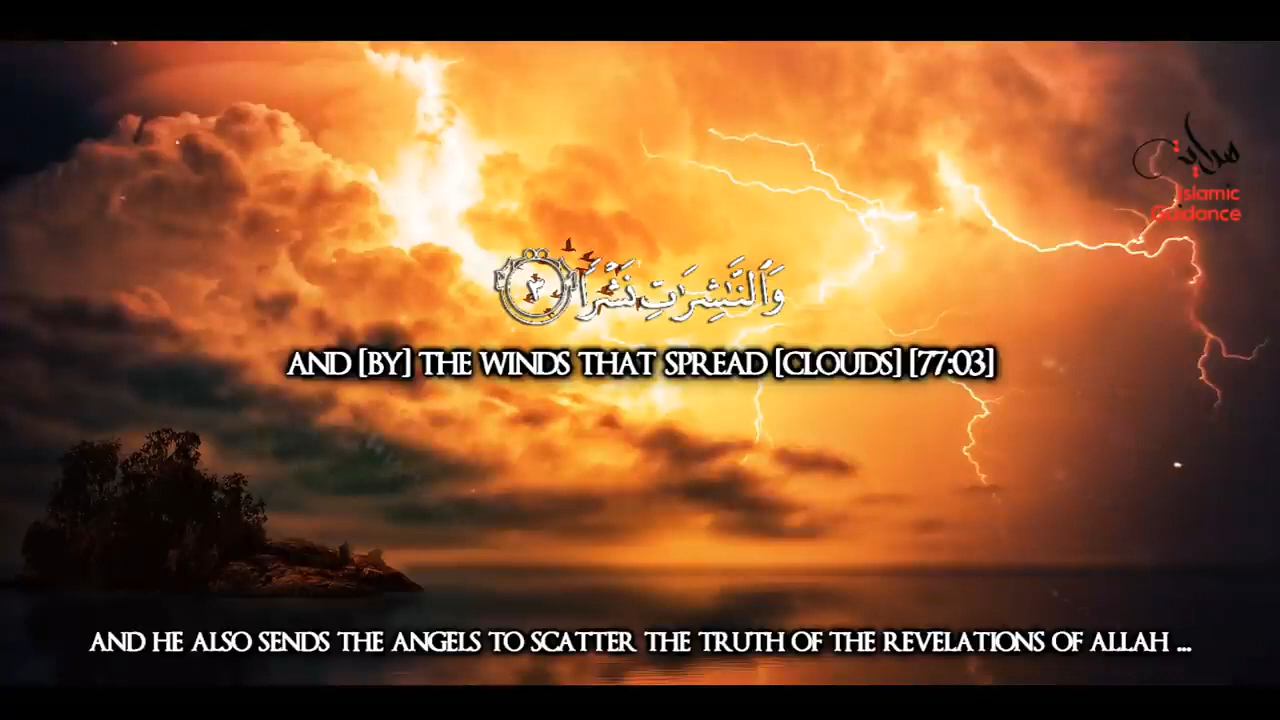 هداية
Islamic
Guidance
وَٱلنَّـٰشِرَٰتِ نَشْرًا ٣
AND [BY] THE WINDS THAT SPREAD [CLOUDS] [77:03]
AND HE ALSO SENDS THE ANGELS TO SCATTER THE TRUTH OF THE REVELATIONS OF ALLAH ...